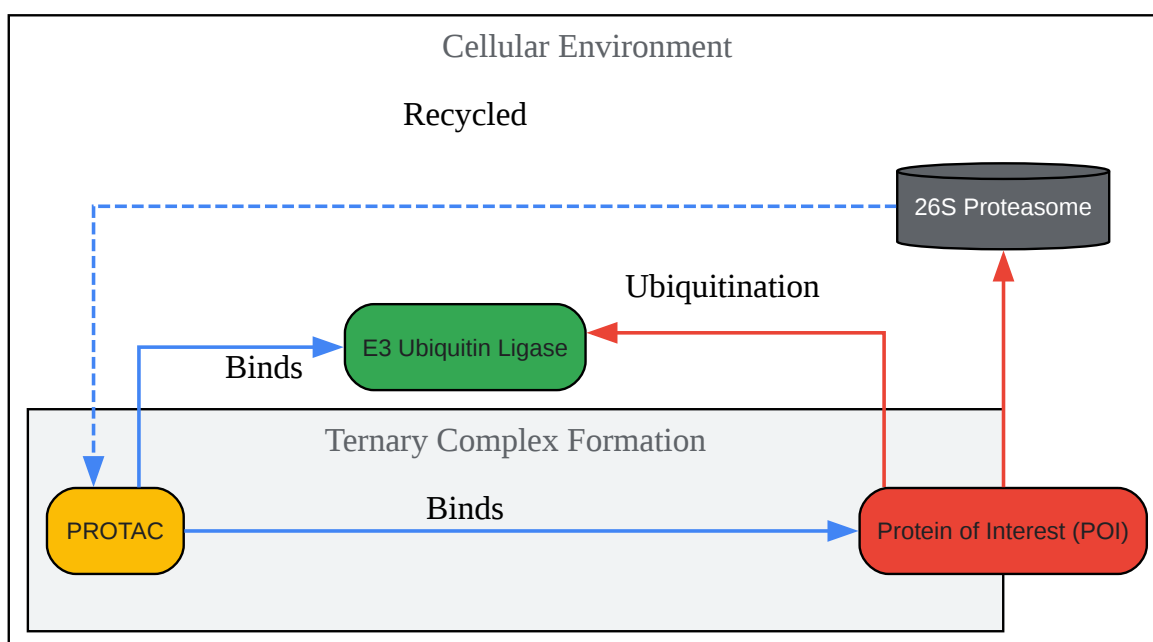 Cellular Environment
Recycled
26S Proteasome
Ubiquitination
E3 Ubiquitin Ligase
Binds
Ternary Complex Formation
Binds
PROTAC
Protein of Interest (POI)